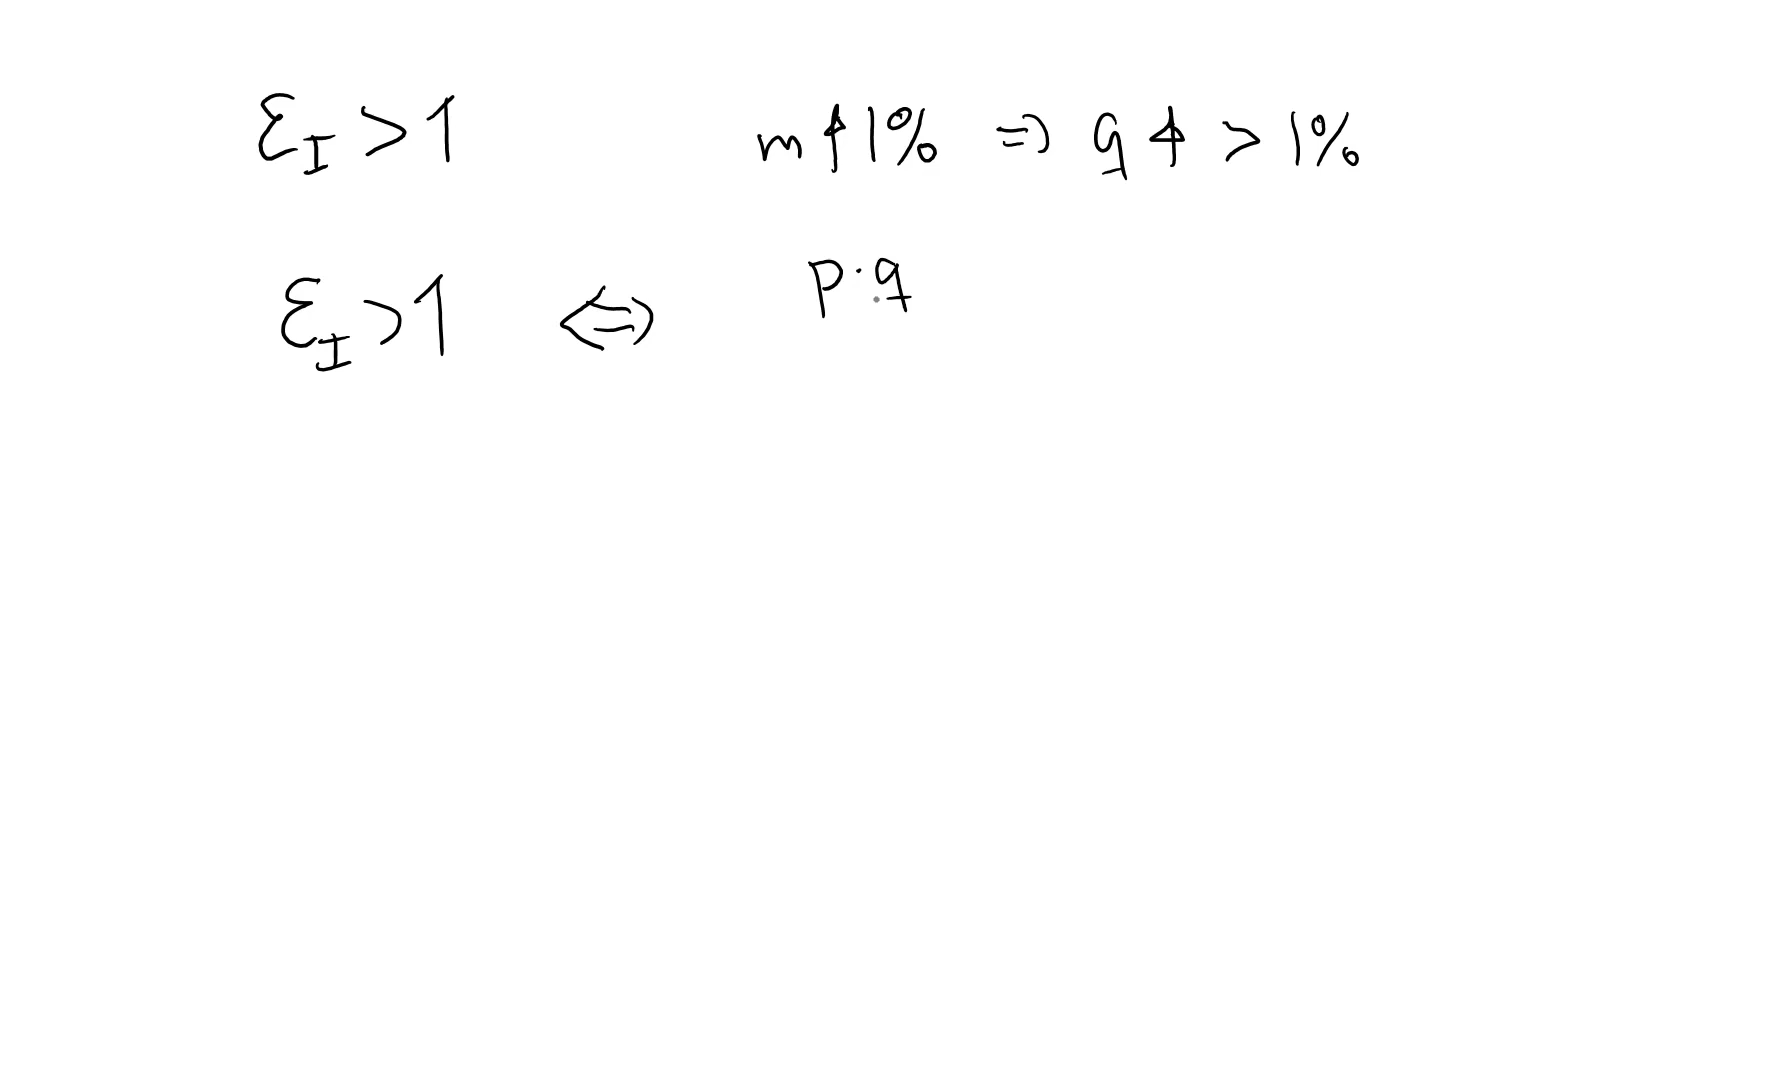 ε_I > 1 m ↑ 1% ⇒ q ↑ > 1%
ε_I > 1 ⇔ p · q